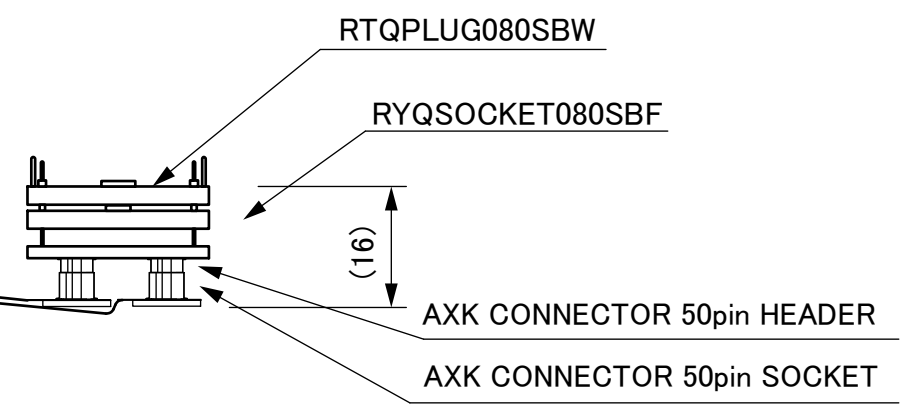 RTQPLUG080SBW
RYQSOCKET080SBF
(16)
AXK CONNECTOR 50pin HEADER
AXK CONNECTOR 50pin SOCKET